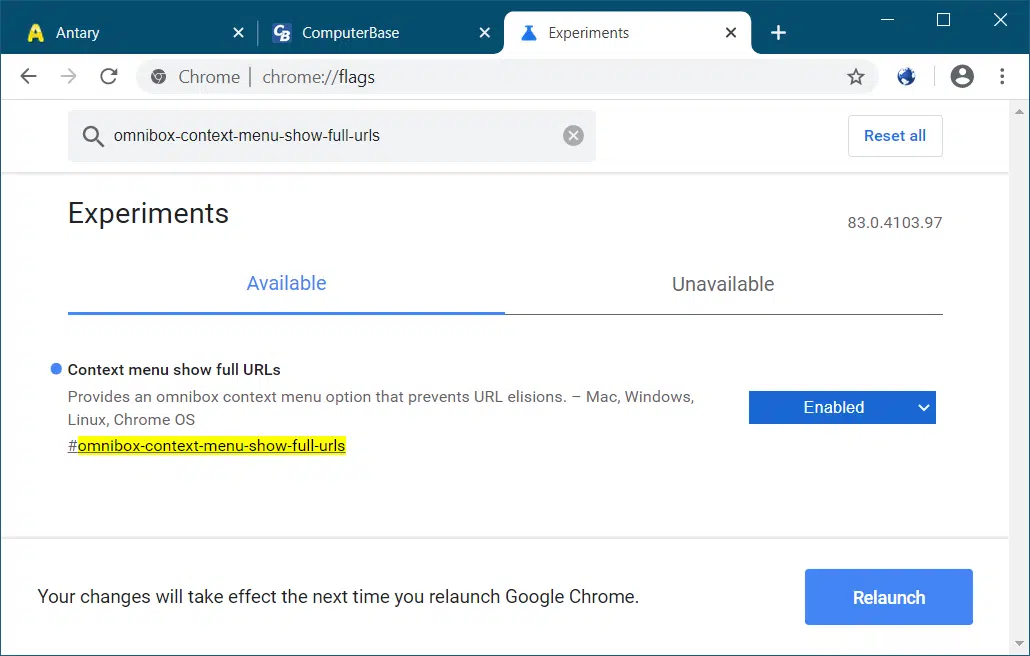 Antary
ComputerBase
Experiments
Chrome | chrome://flags
omnibox-context-menu-show-full-urls
Reset all
Experiments
83.0.4103.97
Available
Unavailable
Context menu show full URLs
Provides an omnibox context menu option that prevents URL elisions. – Mac, Windows,
Linux, Chrome OS
#omnibox-context-menu-show-full-urls
Enabled
Your changes will take effect the next time you relaunch Google Chrome.
Relaunch